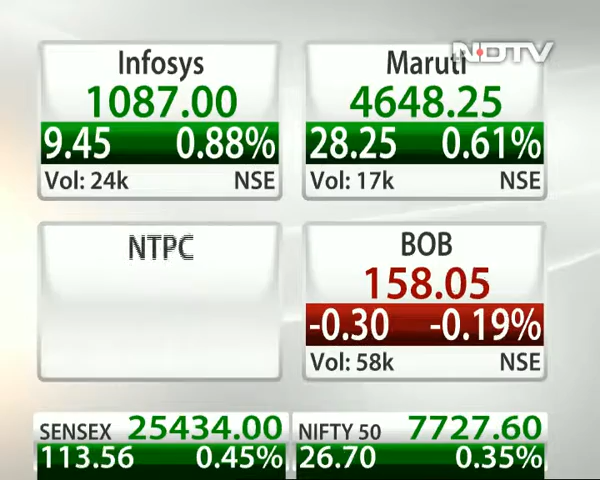 NDTV
Infosys
1087.00
9.45 0.88%
Vol: 24k NSE
Maruti
4648.25
28.25 0.61%
Vol: 17k NSE
NTPC
BOB
158.05
-0.30 -0.19%
Vol: 58k NSE
SENSEX 25434.00
113.56 0.45%
NIFTY 50 7727.60
26.70 0.35%